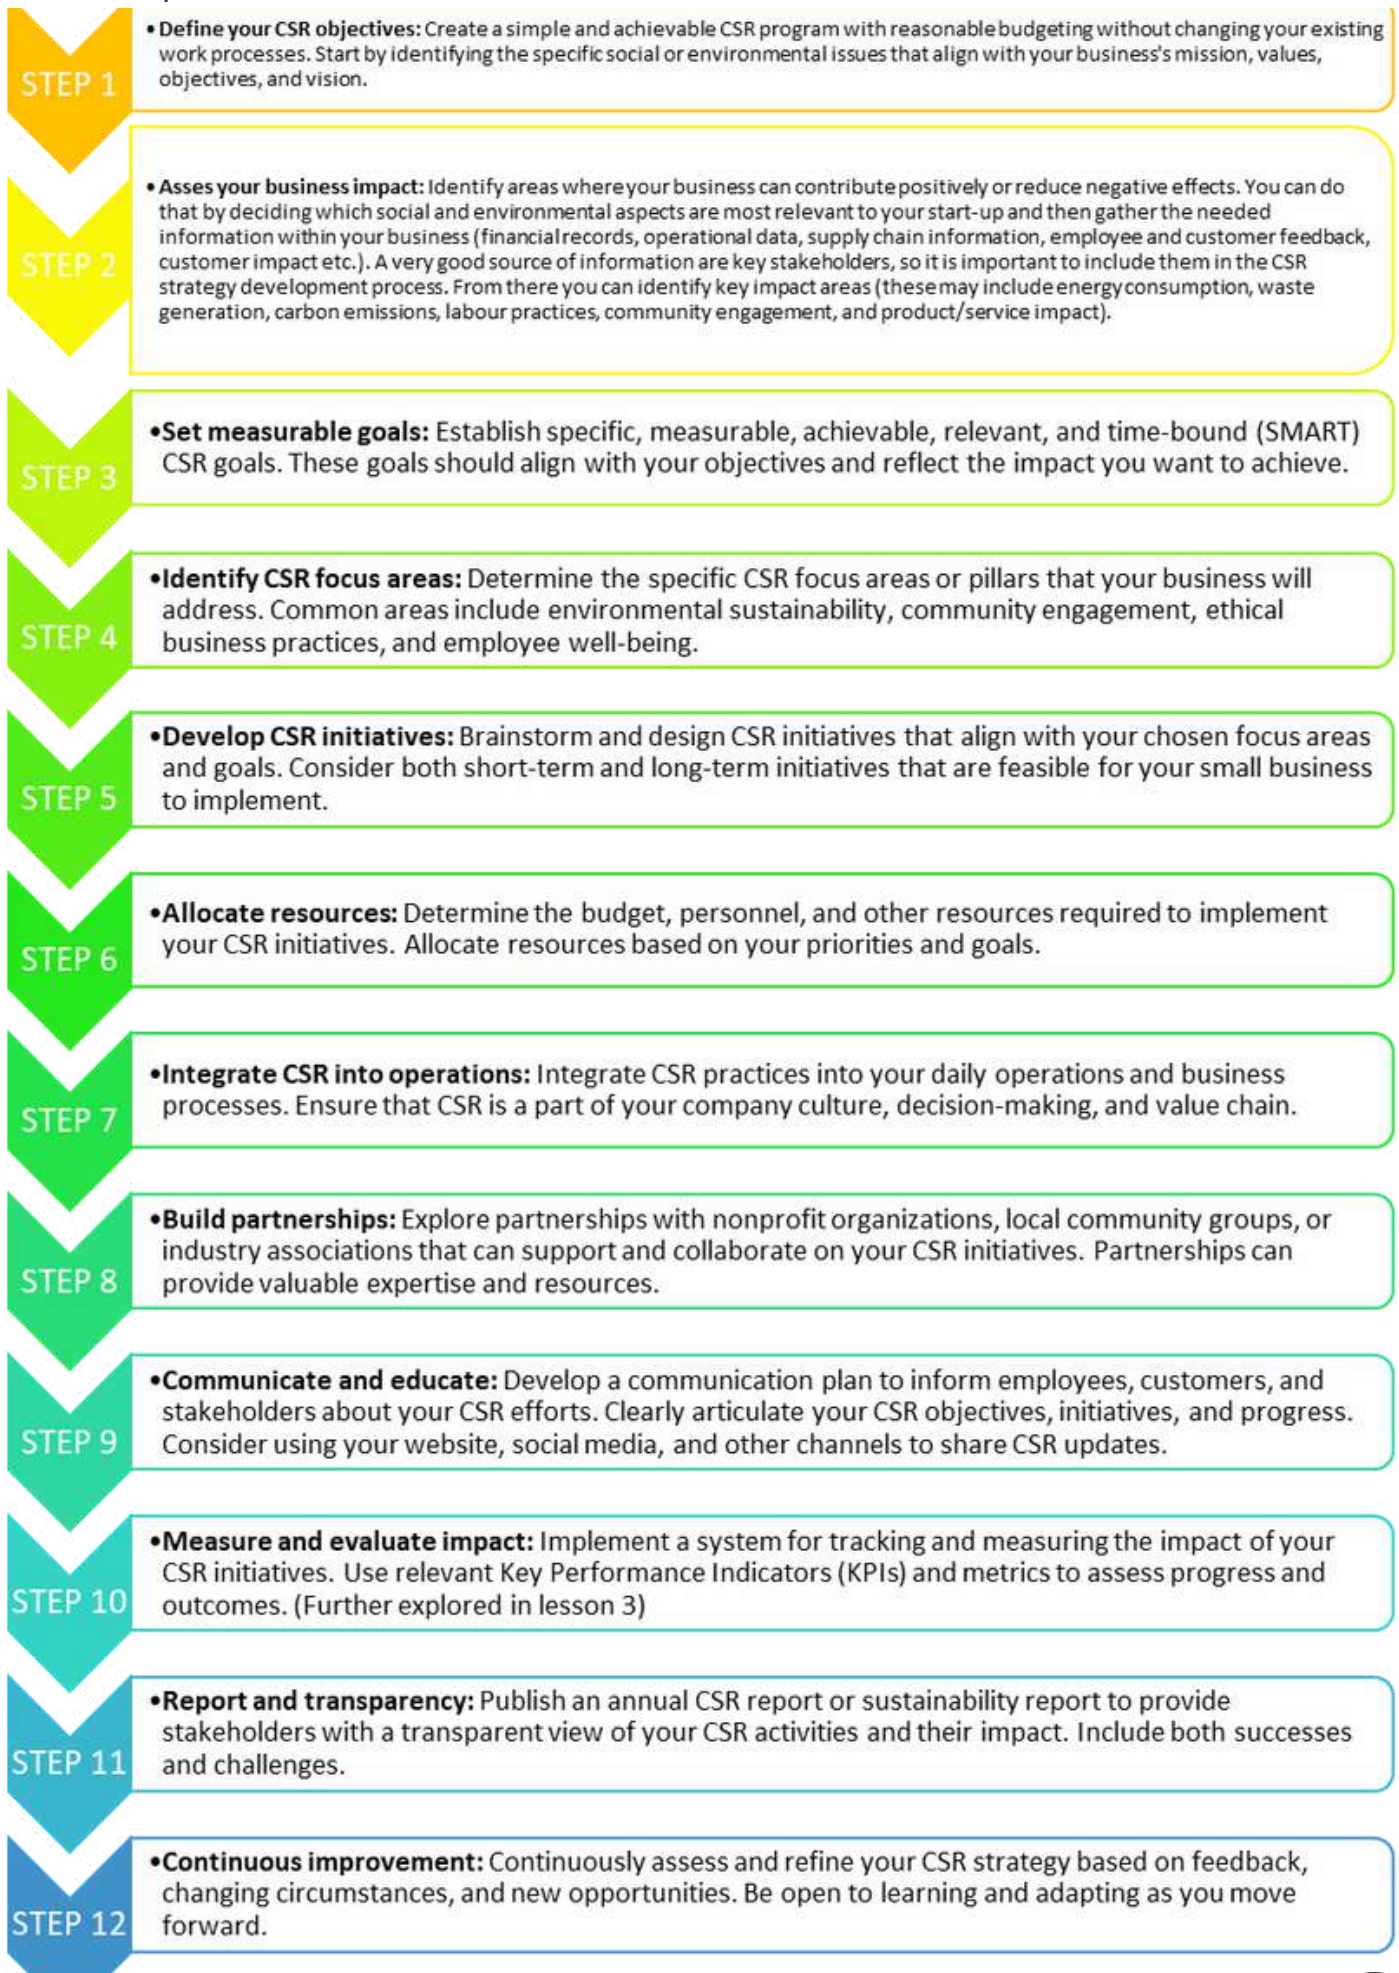 STEP 1
• Define your CSR objectives: Create a simple and achievable CSR program with reasonable budgeting without changing your existing
work processes. Start by identifying the specific social or environmental issues that align with your business's mission, values,
objectives, and vision.
STEP 2
• Asses your business impact: Identify areas where your business can contribute positively or reduce negative effects. You can do
that by deciding which social and environmental aspects are most relevant to your start-up and then gather the needed
information within your business (financial records, operational data, supply chain information, employee and customer feedback,
customer impact etc.). A very good source of information are key stakeholders, so it is important to include them in the CSR
strategy development process. From there you can identify key impact areas (these may include energy consumption, waste
generation, carbon emissions, labour practices, community engagement, and product/service impact).
STEP 3
•Set measurable goals: Establish specific, measurable, achievable, relevant, and time-bound (SMART)
CSR goals. These goals should align with your objectives and reflect the impact you want to achieve.
STEP 4
•Identify CSR focus areas: Determine the specific CSR focus areas or pillars that your business will
address. Common areas include environmental sustainability, community engagement, ethical
business practices, and employee well-being.
STEP 5
•Develop CSR initiatives: Brainstorm and design CSR initiatives that align with your chosen focus areas
and goals. Consider both short-term and long-term initiatives that are feasible for your small business
to implement.
STEP 6
•Allocate resources: Determine the budget, personnel, and other resources required to implement
your CSR initiatives. Allocate resources based on your priorities and goals.
STEP 7
•Integrate CSR into operations: Integrate CSR practices into your daily operations and business
processes. Ensure that CSR is a part of your company culture, decision-making, and value chain.
STEP 8
•Build partnerships: Explore partnerships with nonprofit organizations, local community groups, or
industry associations that can support and collaborate on your CSR initiatives. Partnerships can
provide valuable expertise and resources.
STEP 9
•Communicate and educate: Develop a communication plan to inform employees, customers, and
stakeholders about your CSR efforts. Clearly articulate your CSR objectives, initiatives, and progress.
Consider using your website, social media, and other channels to share CSR updates.
STEP 10
•Measure and evaluate impact: Implement a system for tracking and measuring the impact of your
CSR initiatives. Use relevant Key Performance Indicators (KPIs) and metrics to assess progress and
outcomes. (Further explored in lesson 3)
STEP 11
•Report and transparency: Publish an annual CSR report or sustainability report to provide
stakeholders with a transparent view of your CSR activities and their impact. Include both successes
and challenges.
STEP 12
•Continuous improvement: Continuously assess and refine your CSR strategy based on feedback,
changing circumstances, and new opportunities. Be open to learning and adapting as you move
forward.